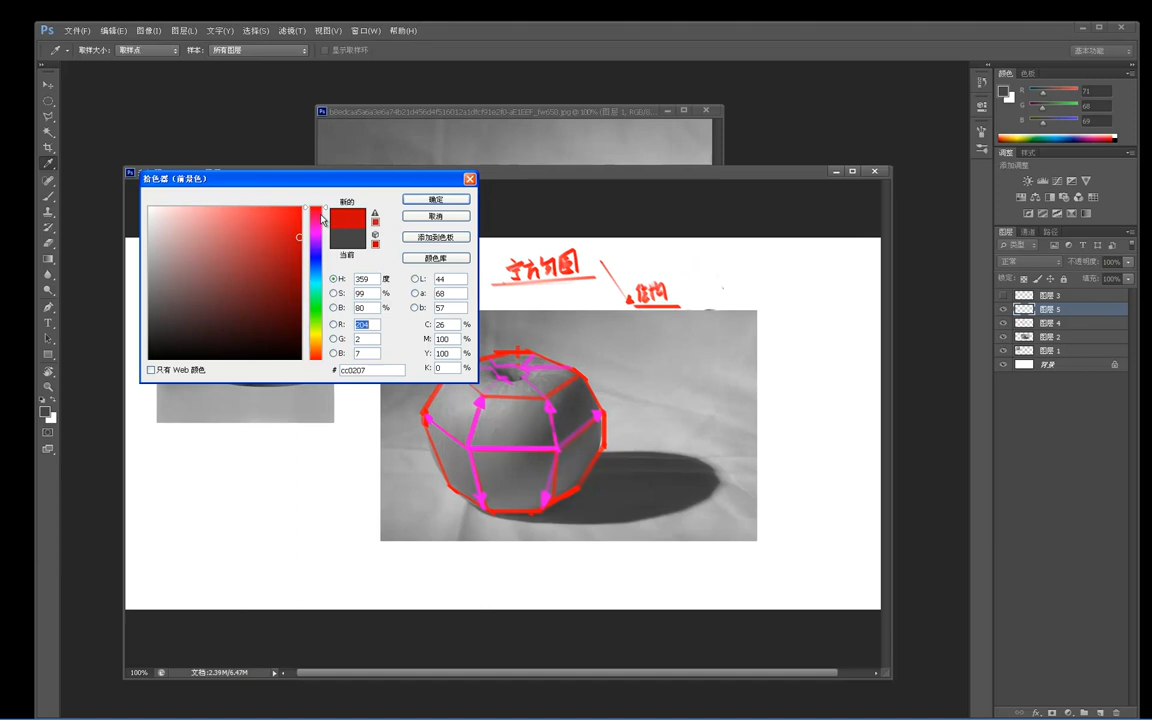 Ps 文件(F) 编辑(E) 图像(I) 图层(L) 文字(Y) 选择(S) 滤镜(T) 视图(V) 窗口(W) 帮助(H)
取样大小: 取样点 样本: 所有图层 显示取样环 基本功能
颜色 色板
R 71
G 68
B 69
调整 样式
添加调整
图层 通道 路径
类型
正常 不透明度: 100%
锁定: 填充: 100%
图层 3
图层 5
图层 4
图层 2
图层 1
背景
拾色器（前景色）
新的
当前
确定
取消
添加到色板
颜色库
H: 359 度 L: 44
S: 99 % a: 68
B: 80 % b: 57
R: 204 C: 26 %
G: 2 M: 100 %
B: 7 Y: 100 %
# cc0207 K: 0 %
只有 Web 颜色
结构
100% 文档:2.39M/6.47M